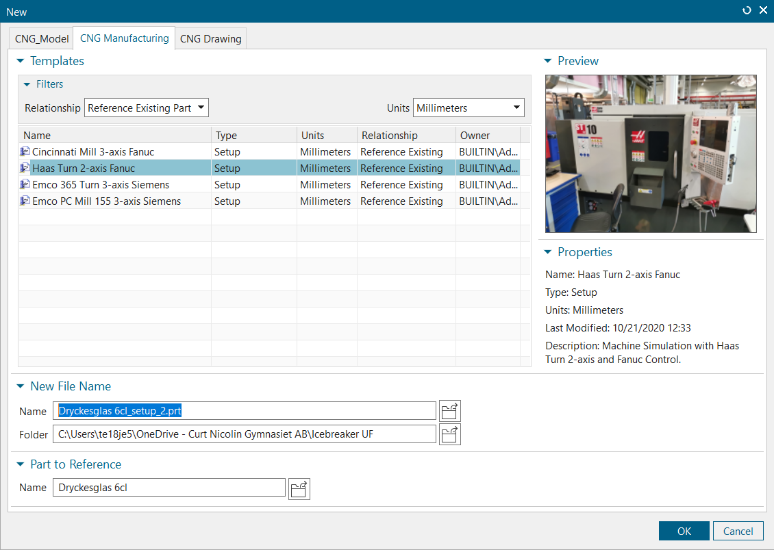 New
CNG_Model CNG Manufacturing CNG Drawing
Templates
Filters
Relationship Reference Existing Part Units Millimeters
Name Type Units Relationship Owner
Cincinnati Mill 3-axis Fanuc Setup Millimeters Reference Existing BUILTIN\Ad...
Haas Turn 2-axis Fanuc Setup Millimeters Reference Existing BUILTIN\Ad...
Emco 365 Turn 3-axis Siemens Setup Millimeters Reference Existing BUILTIN\Ad...
Emco PC Mill 155 3-axis Siemens Setup Millimeters Reference Existing BUILTIN\Ad...
Preview
10
Properties
Name: Haas Turn 2-axis Fanuc
Type: Setup
Units: Millimeters
Last Modified: 10/21/2020 12:33
Description: Machine Simulation with Haas
Turn 2-axis and Fanuc Control.
New File Name
Name Dryckesglas 6cl_setup_2.prt
Folder C:\Users\te18je5\OneDrive - Curt Nicolin Gymnasiet AB\Icebreaker UF
Part to Reference
Name Dryckesglas 6cl
OK Cancel